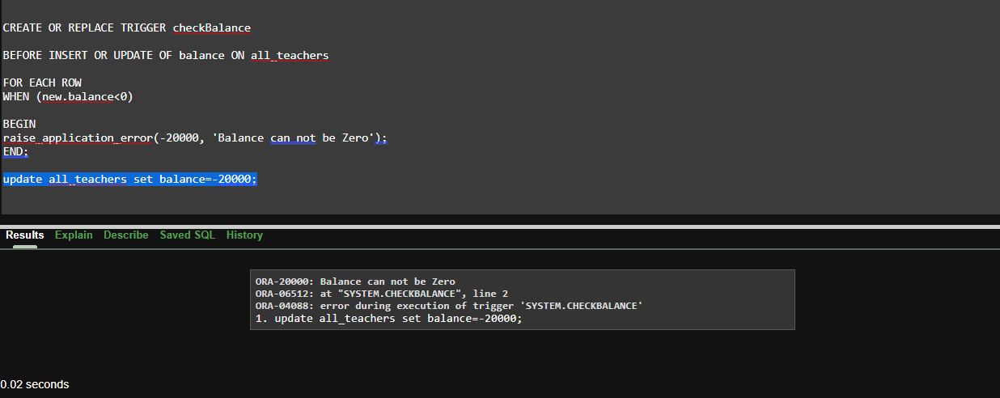 CREATE OR REPLACE TRIGGER checkBalance
BEFORE INSERT OR UPDATE OF balance ON all_teachers
FOR EACH ROW
WHEN (new.balance<0)
BEGIN
raise_application_error(-20000, 'Balance can not be Zero');
END;
update all_teachers set balance=-20000;
Results Explain Describe Saved SQL History
ORA-20000: Balance can not be Zero
ORA-06512: at "SYSTEM.CHECKBALANCE", line 2
ORA-04088: error during execution of trigger 'SYSTEM.CHECKBALANCE'
1. update all_teachers set balance=-20000;
0.02 seconds